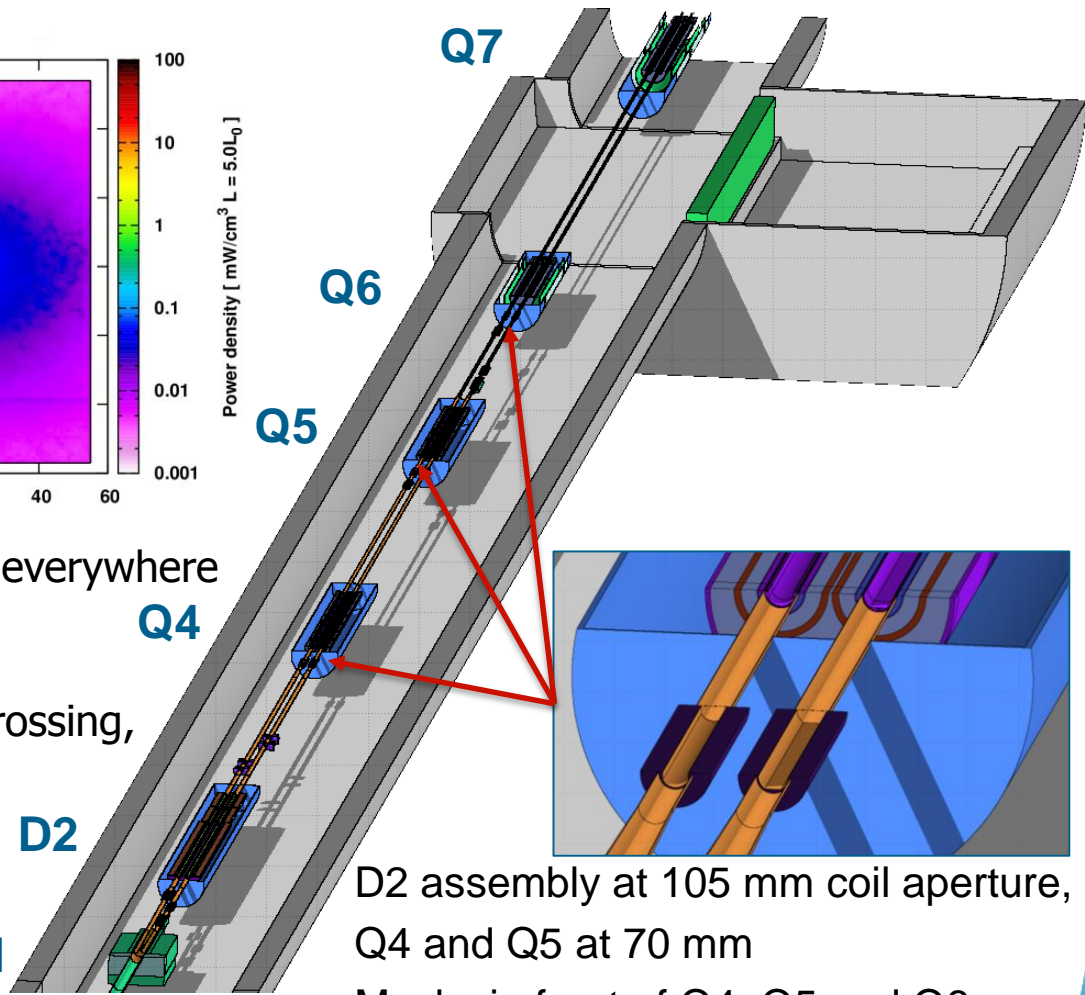 Q7
100
10
1
0.1
0.01
0.001
Power density [ mW/cm³ L = 5.0L₀ ]
40 60
Q6
Q5
everywhere
Q4
rossing,
D2
D2 assembly at 105 mm coil aperture,
Q4 and Q5 at 70 mm